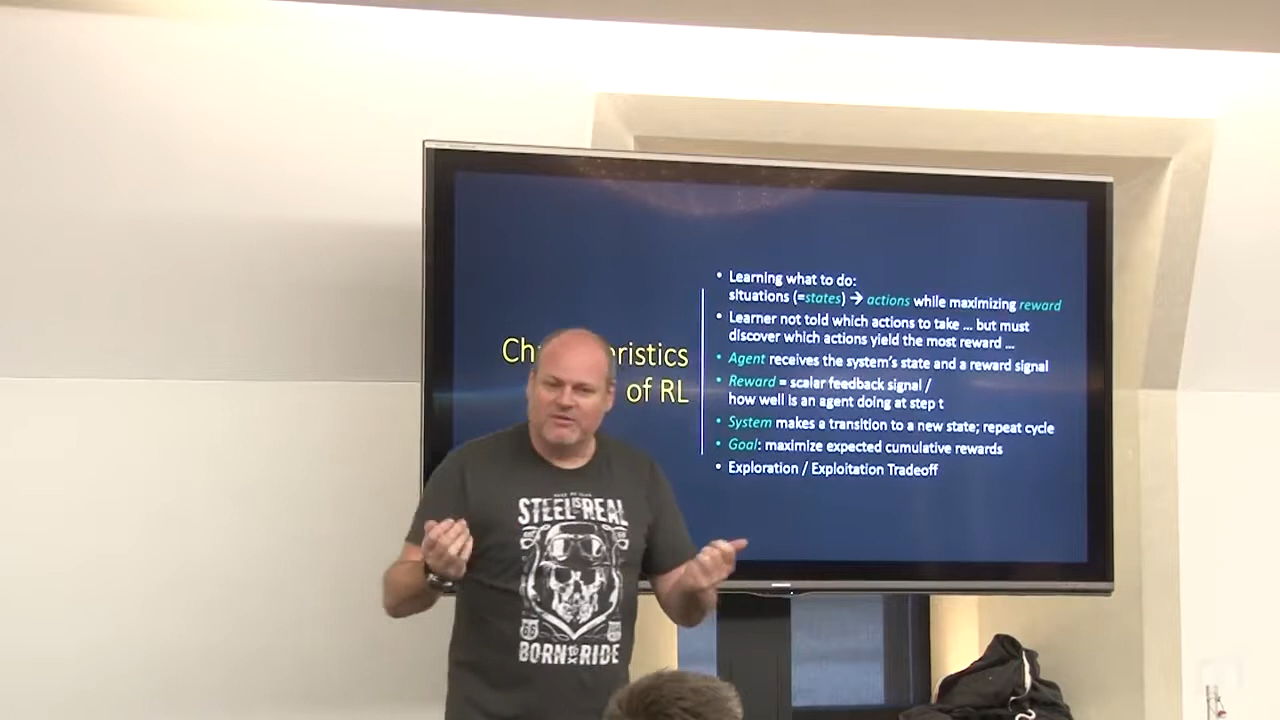 • Learning what to do:
situations (=states) → actions while maximizing reward
• Learner not told which actions to take ... but must
discover which actions yield the most reward ...
• Agent receives the system's state and a reward signal
• Reward = scalar feedback signal /
how well is an agent doing at step t
• System makes a transition to a new state; repeat cycle
• Goal: maximize expected cumulative rewards
• Exploration / Exploitation Tradeoff
Ch eristics
of RL
STEEL IS REAL
66
BORN TO RIDE